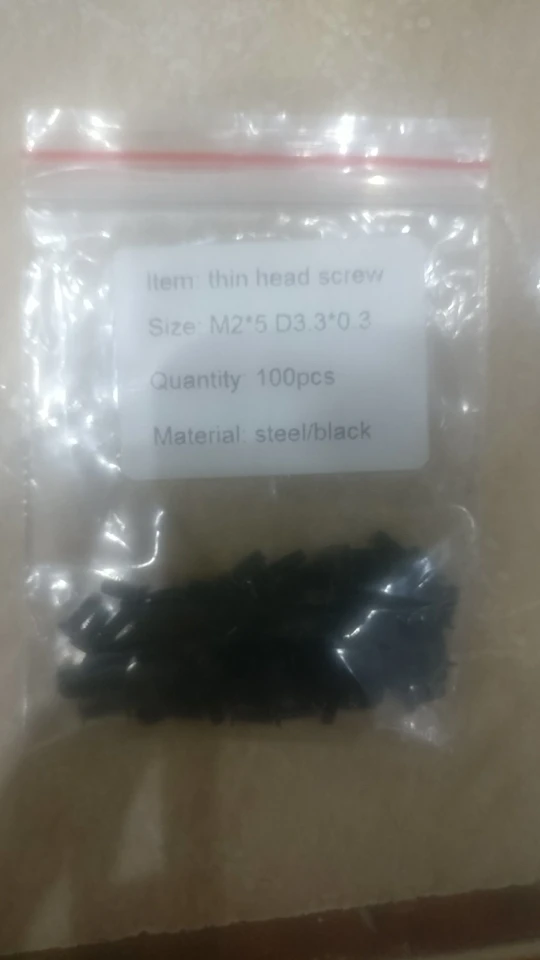 Item: thin head screw
Size: M2*5 D3.3*0.3
Quantity: 100pcs
Material: steel/black